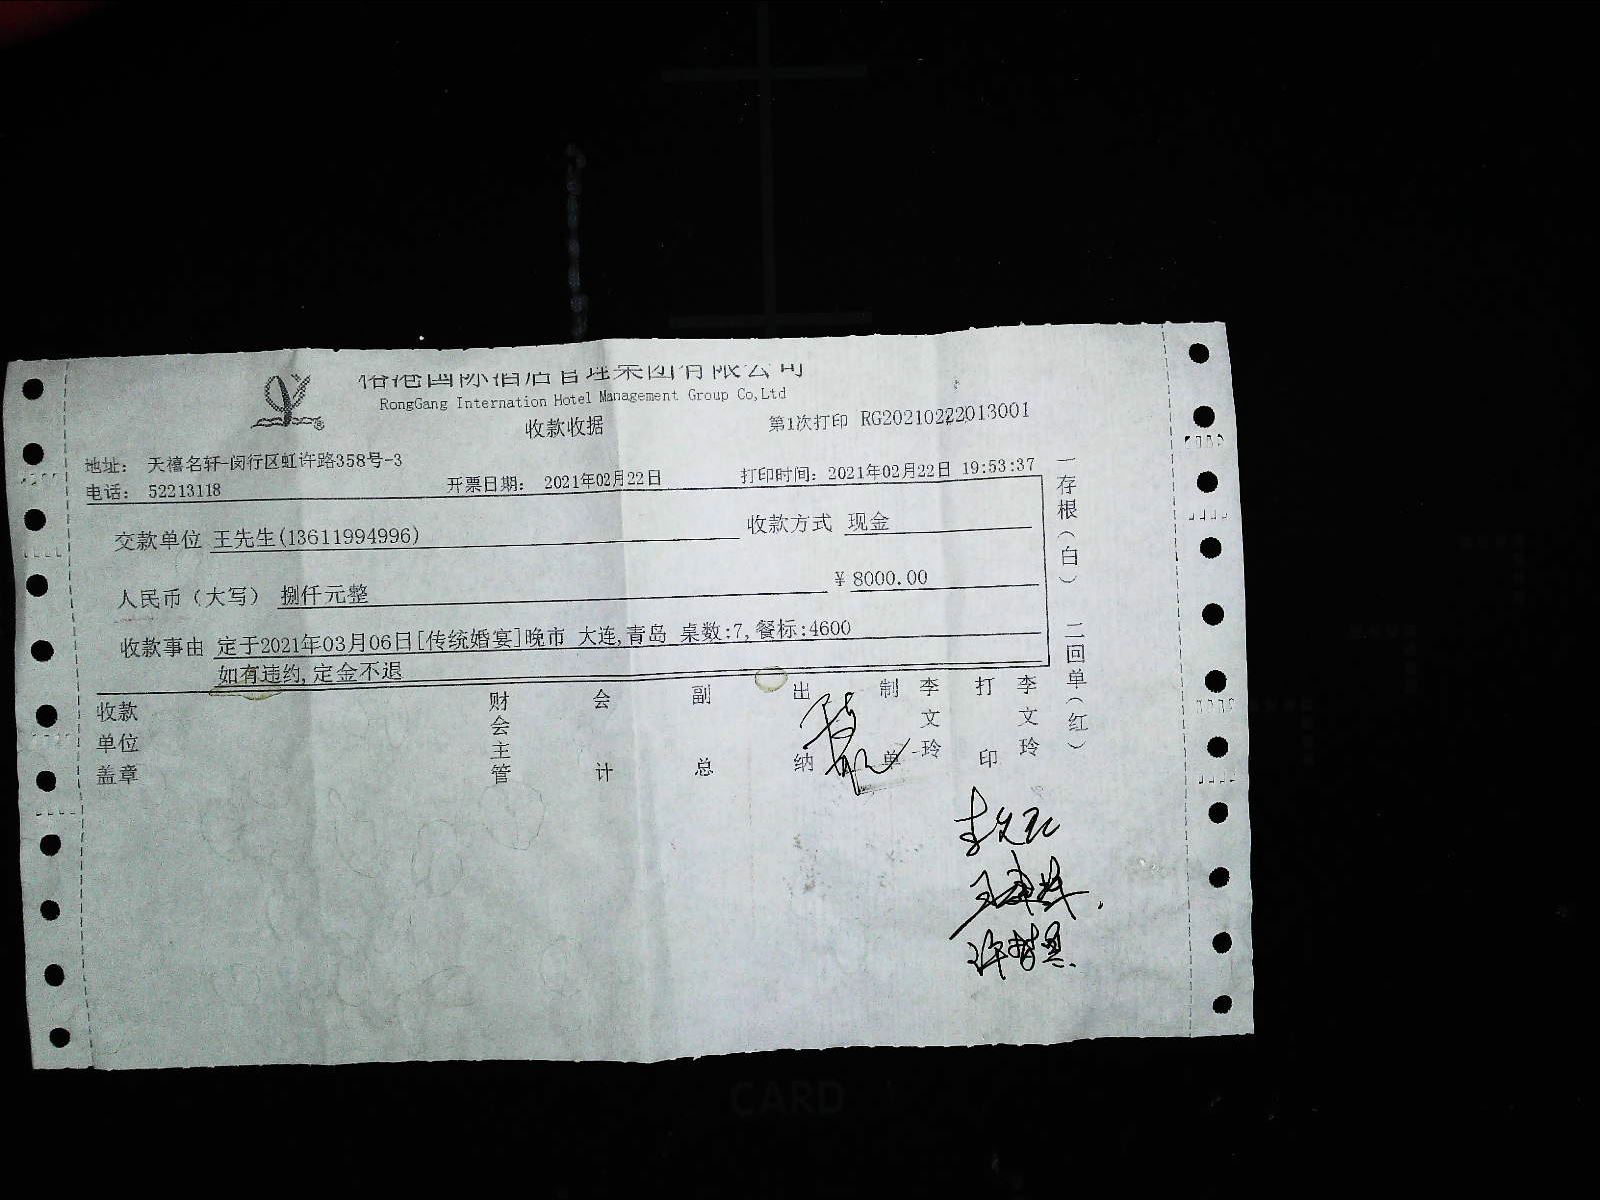 国际酒店管理集团有限公司
RongGang Internation Hotel Management Group Co,Ltd
收款收据
第1次打印 RG20210222013001
地址： 天禧名轩-闵行区虹许路358号-3
电话： 52213118
开票日期： 2021年02月22日
打印时间：2021年02月22日 19:53:37
交款单位 王先生(13611994996)
收款方式 现金
人民币（大写） 捌仟元整
￥8000.00
收款事由 定于2021年03月06日[传统婚宴]晚市 大连,青岛 桌数:7,餐标:4600
如有违约,定金不退
收款单位盖章
财会主管
会计
副总
出纳
制单
李文玲
打印
李文玲
一存根（白） 二回单（红）
CARD